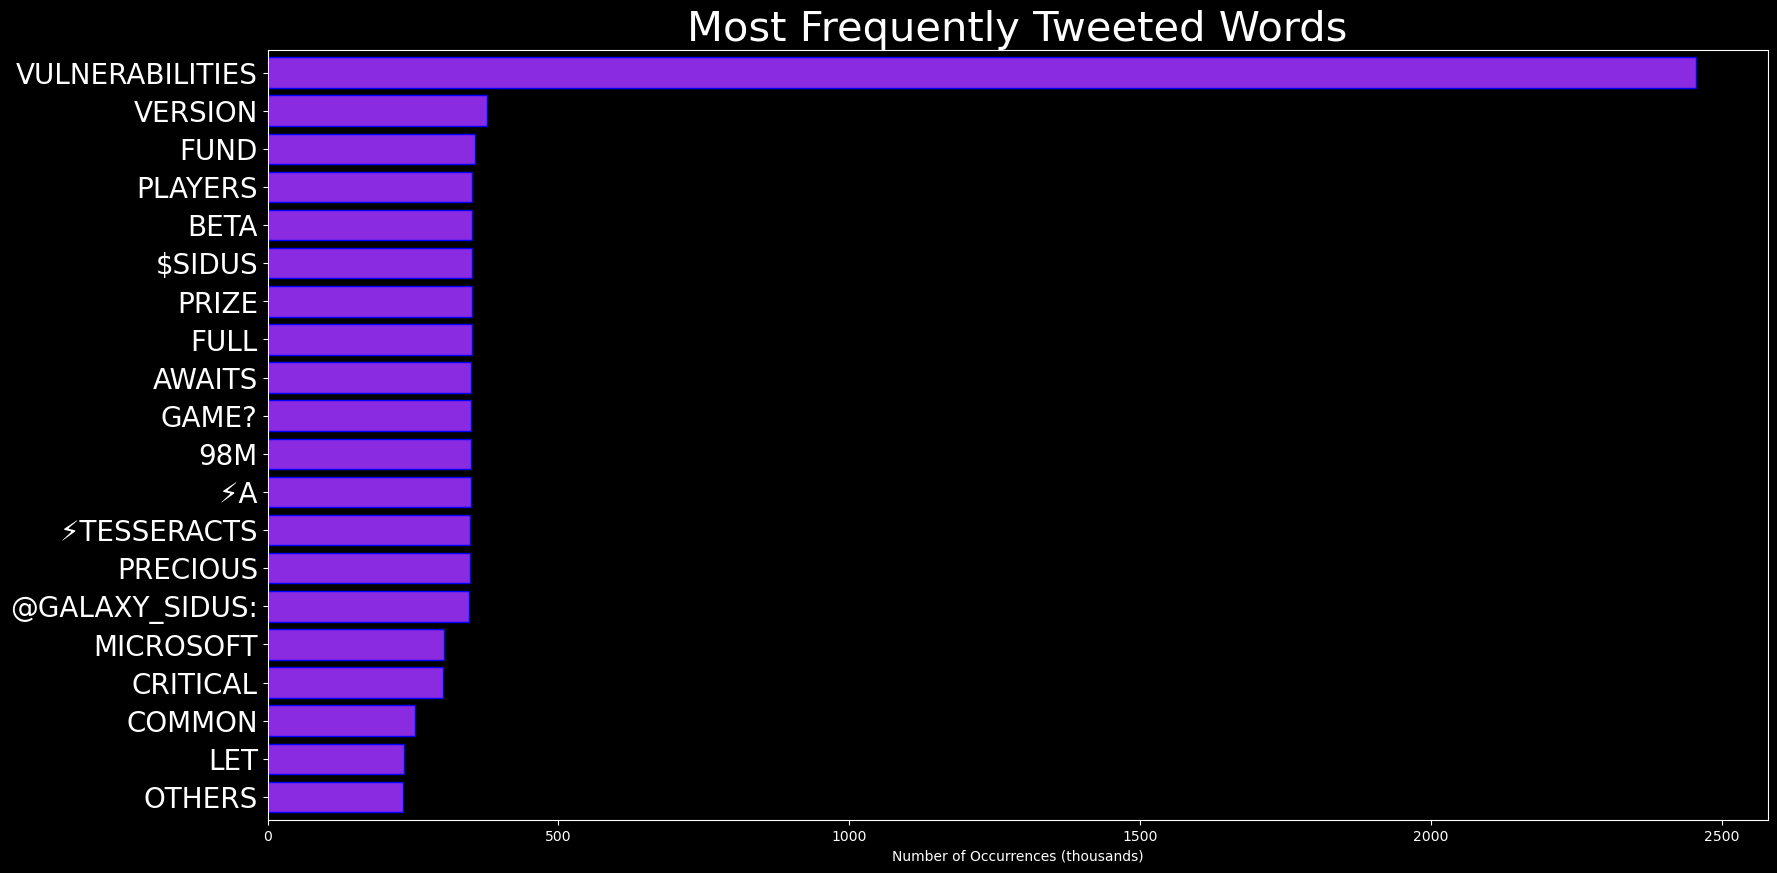 Most Frequently Tweeted Words
VULNERABILITIES
VERSION
FUND
PLAYERS
BETA
$SIDUS
PRIZE
FULL
AWAITS
GAME?
98M
⚡A
⚡TESSERACTS
PRECIOUS
@GALAXY_SIDUS:
MICROSOFT
CRITICAL
COMMON
LET
OTHERS
0 500 1000 1500 2000 2500
Number of Occurrences (thousands)